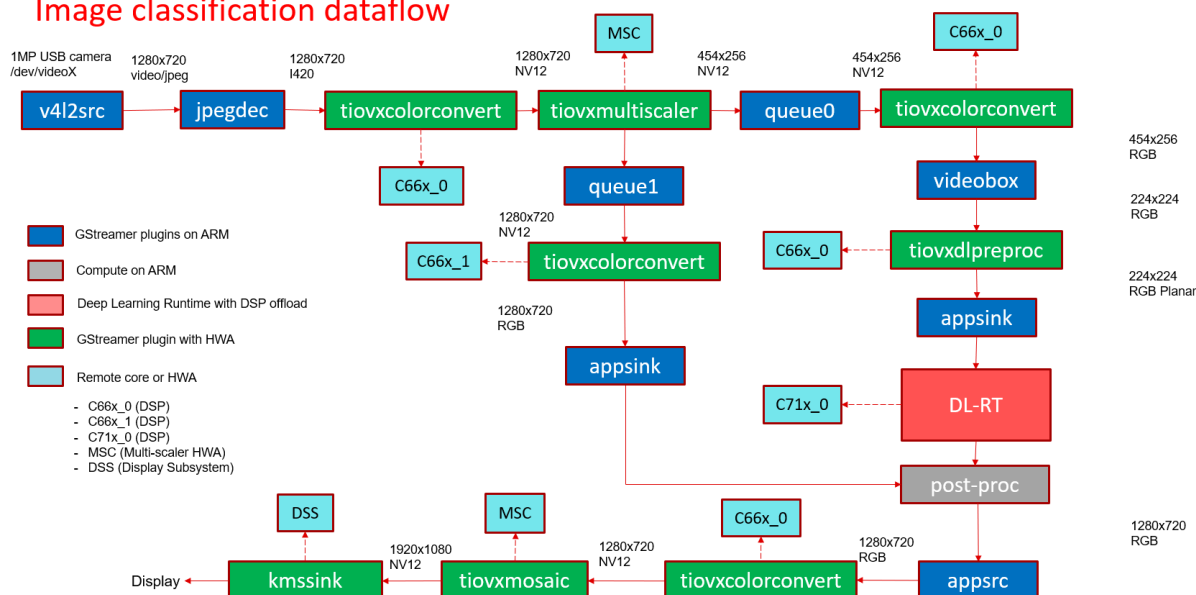 Image classification dataflow
1MP USB camera
/dev/videoX
1280x720
video/jpeg
1280x720
I420
1280x720
NV12
MSC
454x256
NV12
454x256
NV12
C66x_0
v4l2src
jpegdec
tiovxcolorconvert
tiovxmultiscaler
queue0
tiovxcolorconvert
454x256
RGB
C66x_0
queue1
videobox
224x224
RGB
1280x720
NV12
GStreamer plugins on ARM
C66x_1
tiovxcolorconvert
C66x_0
tiovxdlpreproc
Compute on ARM
224x224
RGB Planar
Deep Learning Runtime with DSP offload
1280x720
RGB
appsink
GStreamer plugin with HWA
appsink
Remote core or HWA
C71x_0
DL-RT
- C66x_0 (DSP)
- C66x_1 (DSP)
- C71x_0 (DSP)
- MSC (Multi-scaler HWA)
- DSS (Display Subsystem)
post-proc
DSS
MSC
C66x_0
1280x720
RGB
1920x1080
NV12
1280x720
NV12
1280x720
RGB
Display
kmssink
tiovxmosaic
tiovxcolorconvert
appsrc